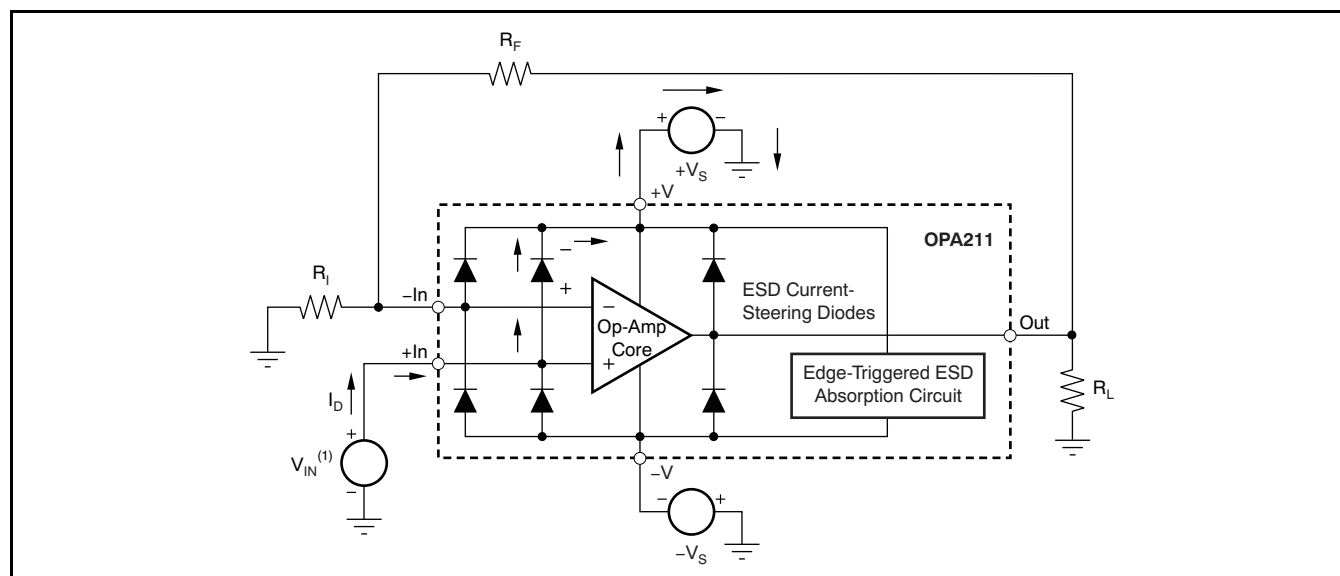 R_F
+ −
+V_S
+V
OPA211
R_I
−
+
−In
−
Op-Amp
Core
+
ESD Current-
Steering Diodes
Out
+In
Edge-Triggered ESD
Absorption Circuit
I_D
R_L
+
V_IN^(1)
−
−V
− +
−V_S